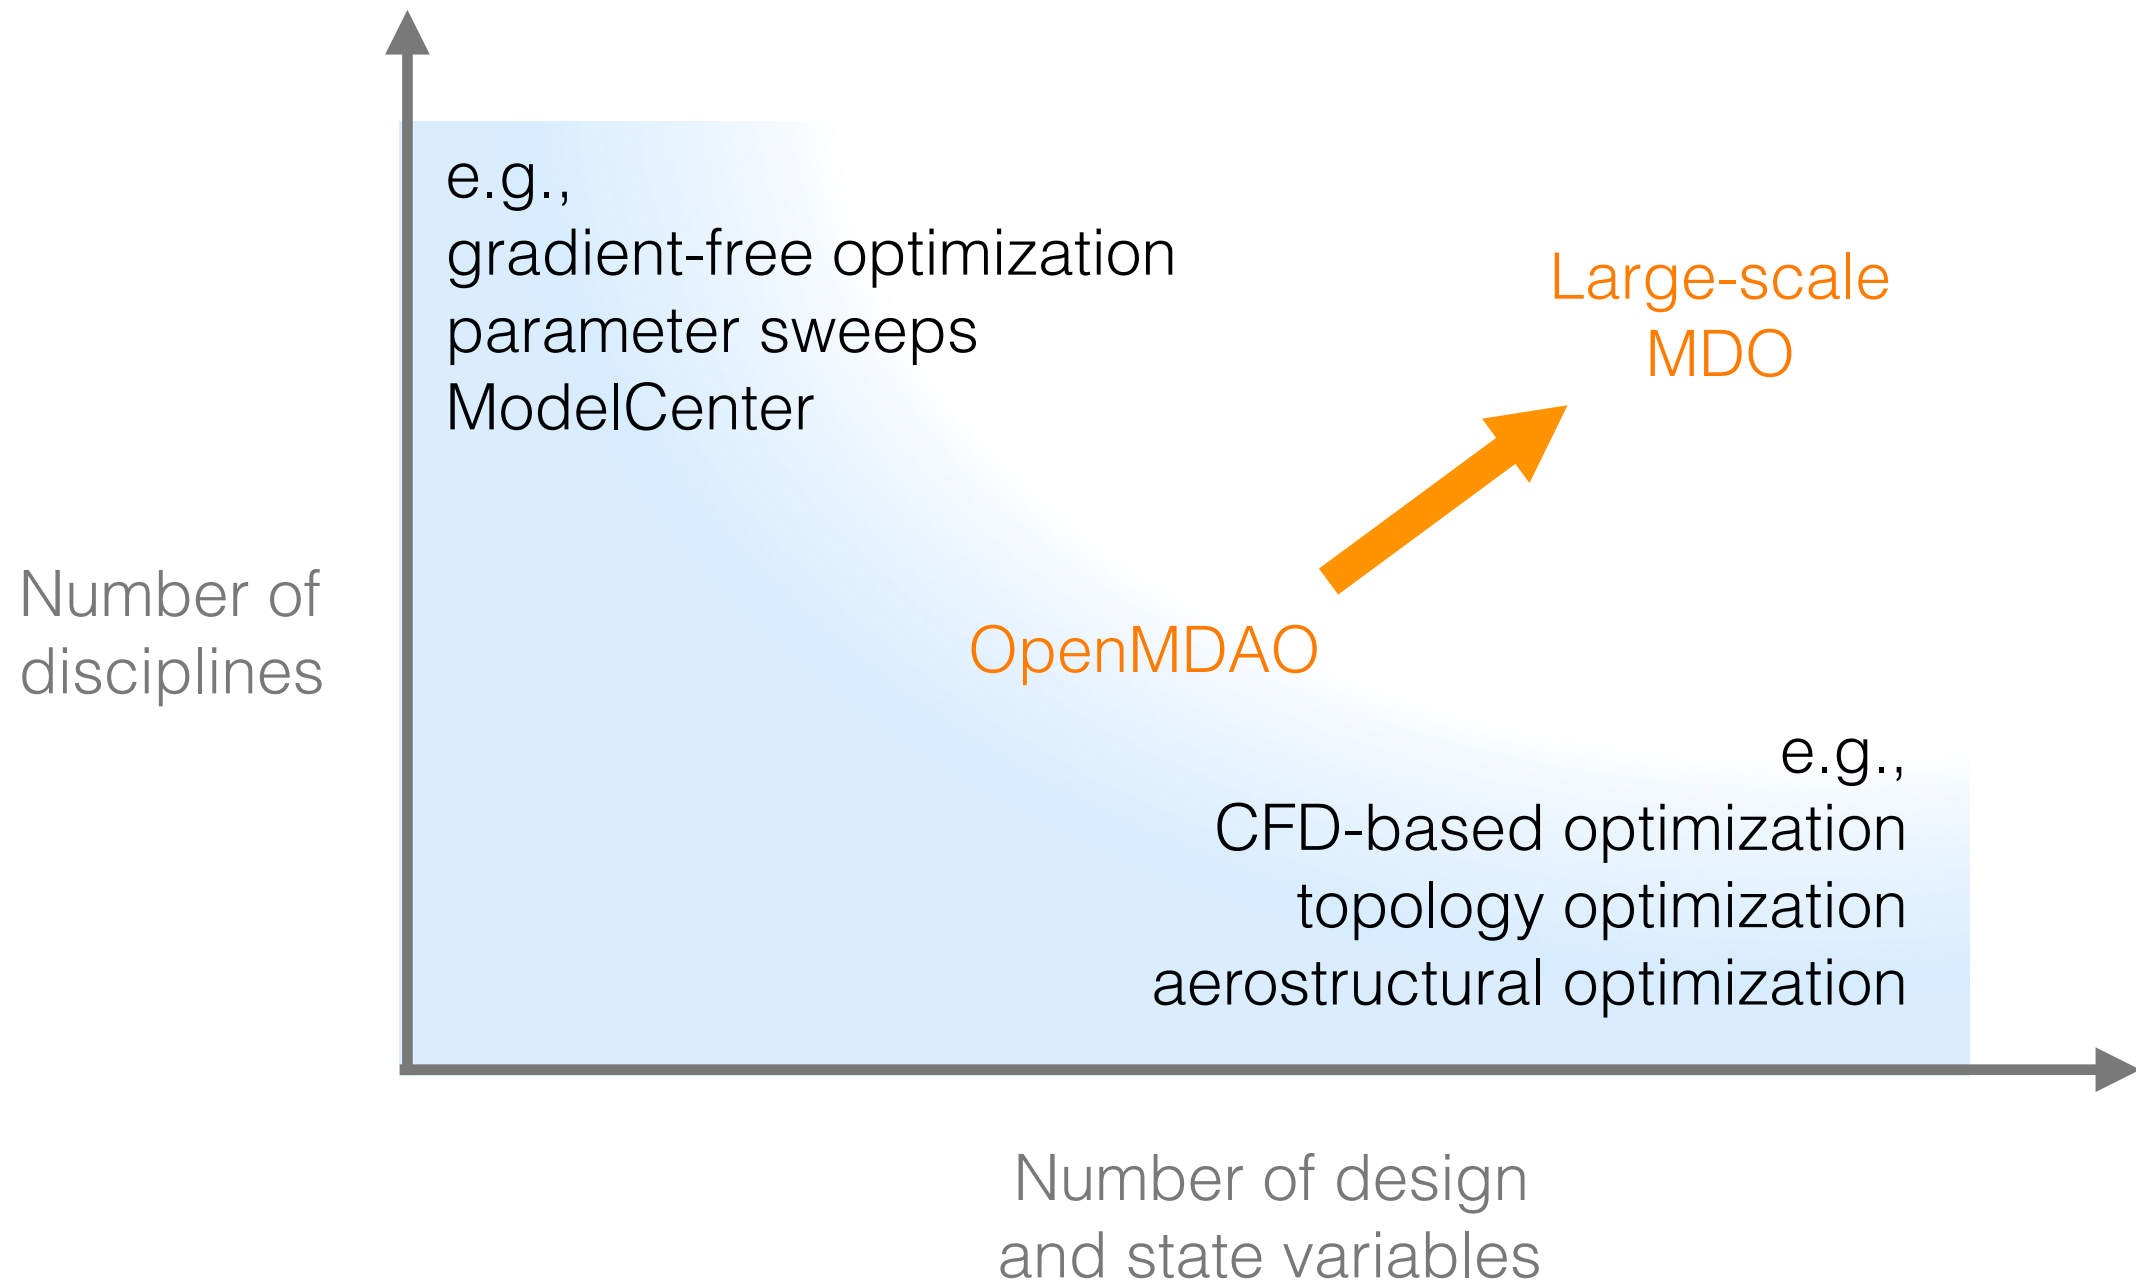 e.g.,
gradient-free optimization
parameter sweeps
ModelCenter
Large-scale
MDO
Number of
disciplines
OpenMDAO
e.g.,
CFD-based optimization
topology optimization
aerostructural optimization
Number of design
and state variables